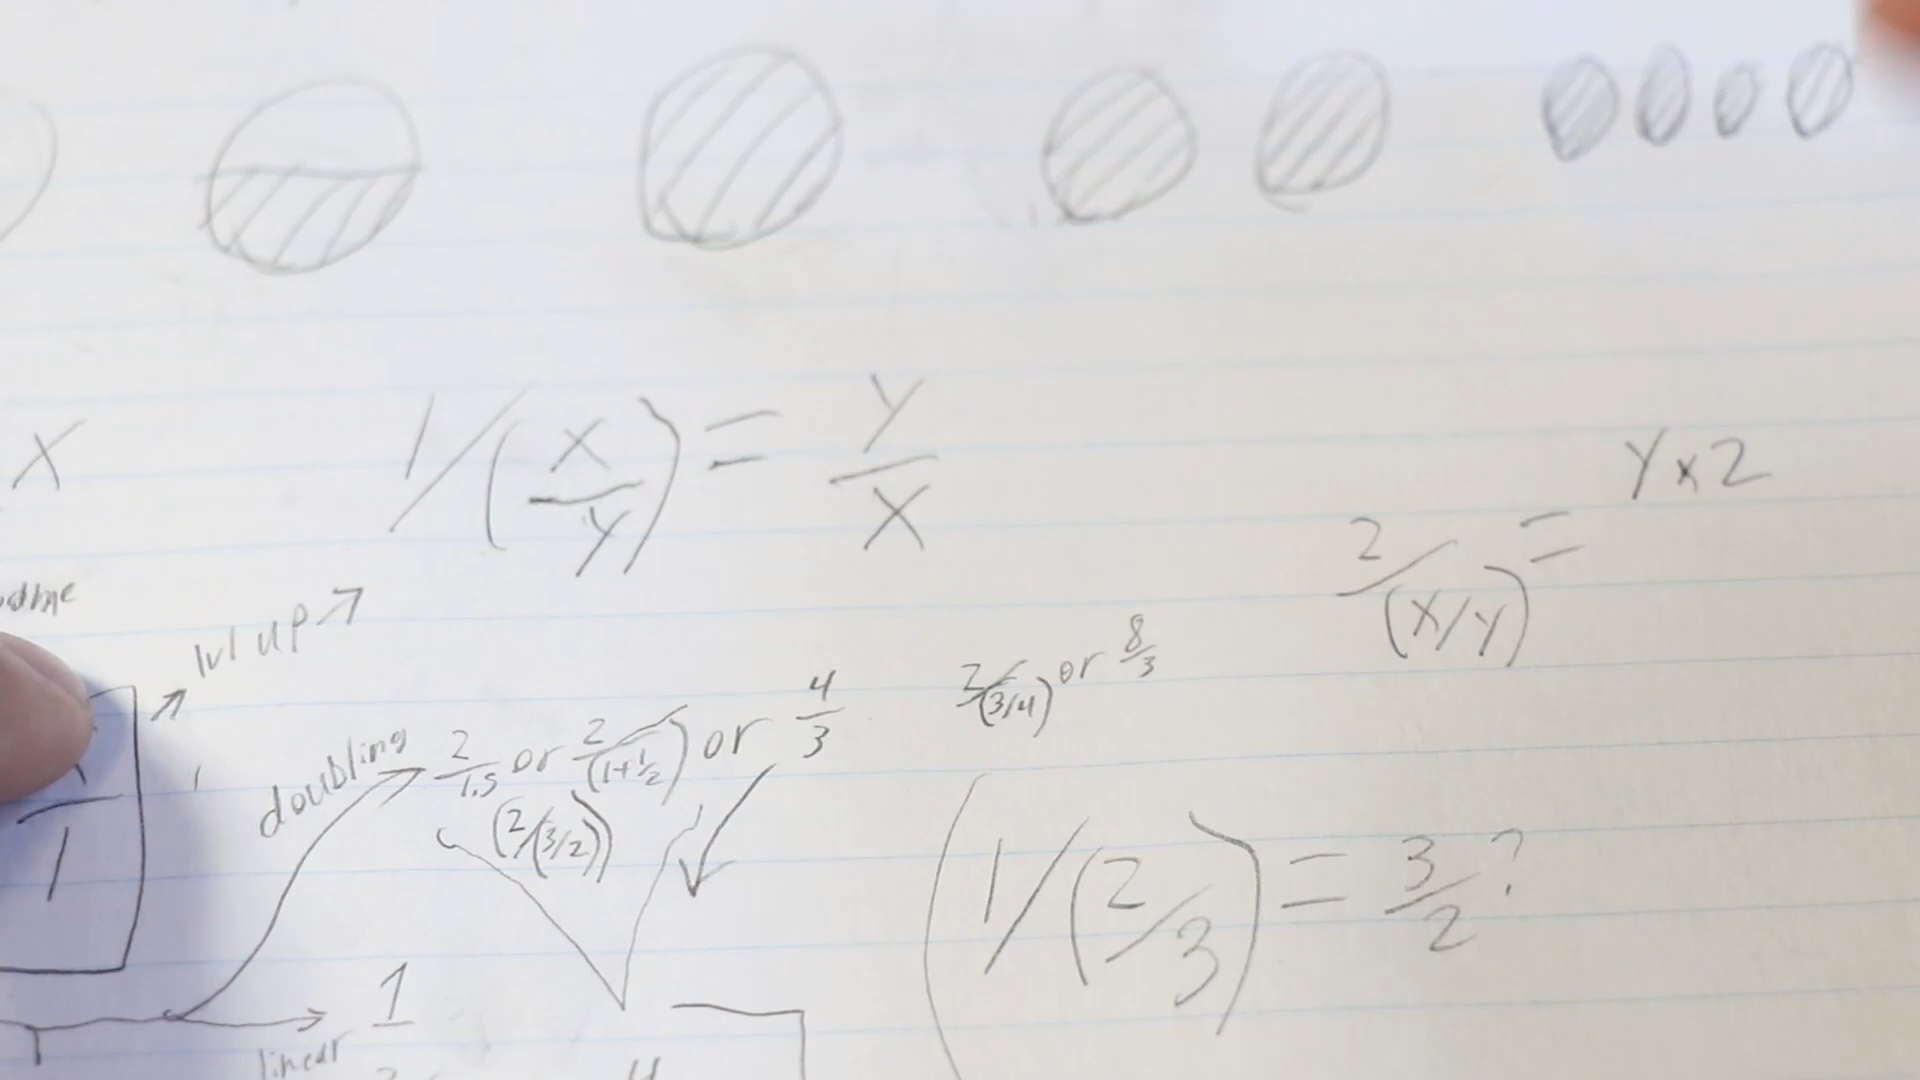 X
1/(X/Y) = Y/X
2/(X/Y) = Y x 2
lvl up ↗
doubling 2/1.5 or 2/(1+1/2) or 4/3
(2/(3/2))
2/(3/4) or 8/3
(1/(2/3) = 3/2 ?
1
linear
1